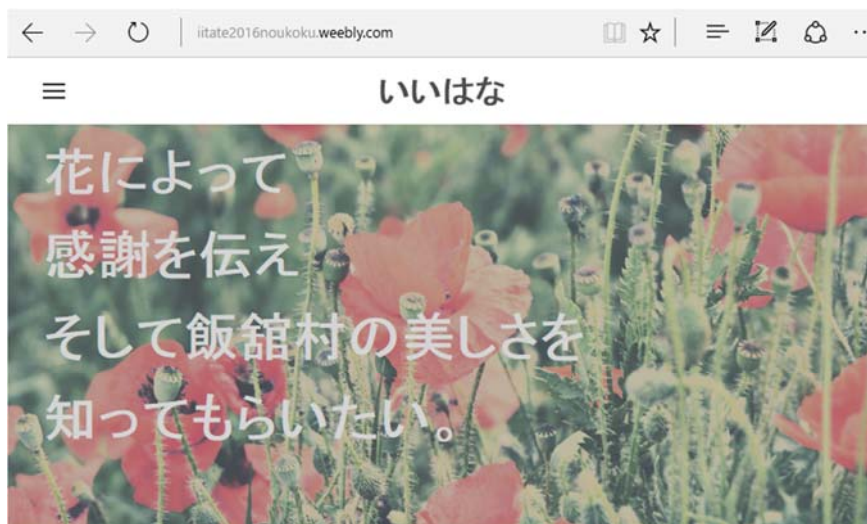 iitate2016noukoku.weebly.com
いいはな
花によって
感謝を伝え
そして飯舘村の美しさを
知ってもらいたい。